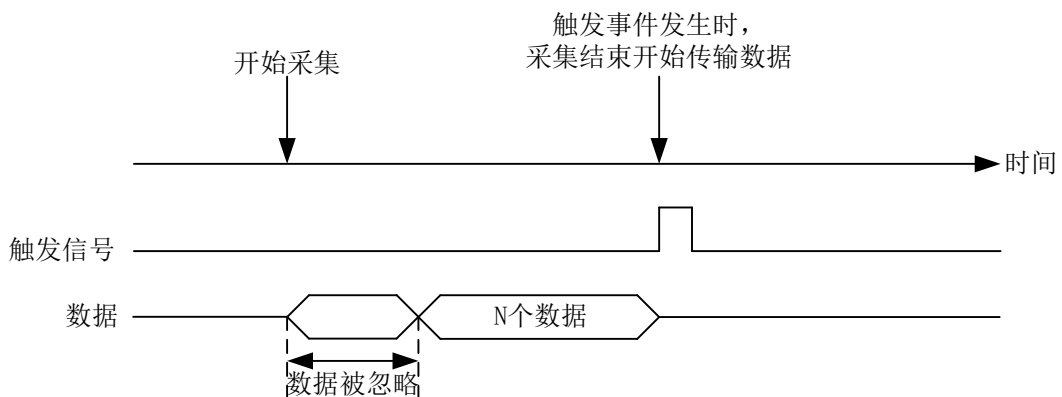 触发事件发生时，
采集结束开始传输数据
开始采集
时间
触发信号
数据
N个数据
数据被忽略